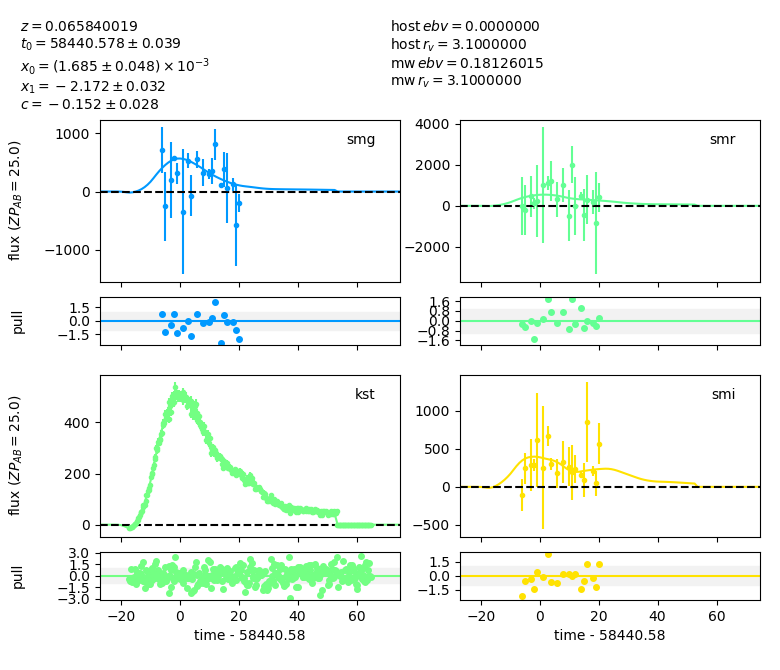 z = 0.065840019
t₀ = 58440.578 ± 0.039
x₀ = (1.685 ± 0.048) × 10⁻³
x₁ = −2.172 ± 0.032
c = −0.152 ± 0.028
host ebv = 0.0000000
host r_v = 3.1000000
mw ebv = 0.18126015
mw r_v = 3.1000000
flux (ZP_AB = 25.0)
1000
0
−1000
smg
4000
2000
0
−2000
smr
pull
1.5
0.0
−1.5
1.6
0.8
0.0
−0.8
−1.6
flux (ZP_AB = 25.0)
400
200
0
kst
1000
500
0
−500
smi
pull
3.0
1.5
0.0
−1.5
−3.0
1.5
0.0
−1.5
−20 0 20 40 60
−20 0 20 40 60
time - 58440.58
time - 58440.58